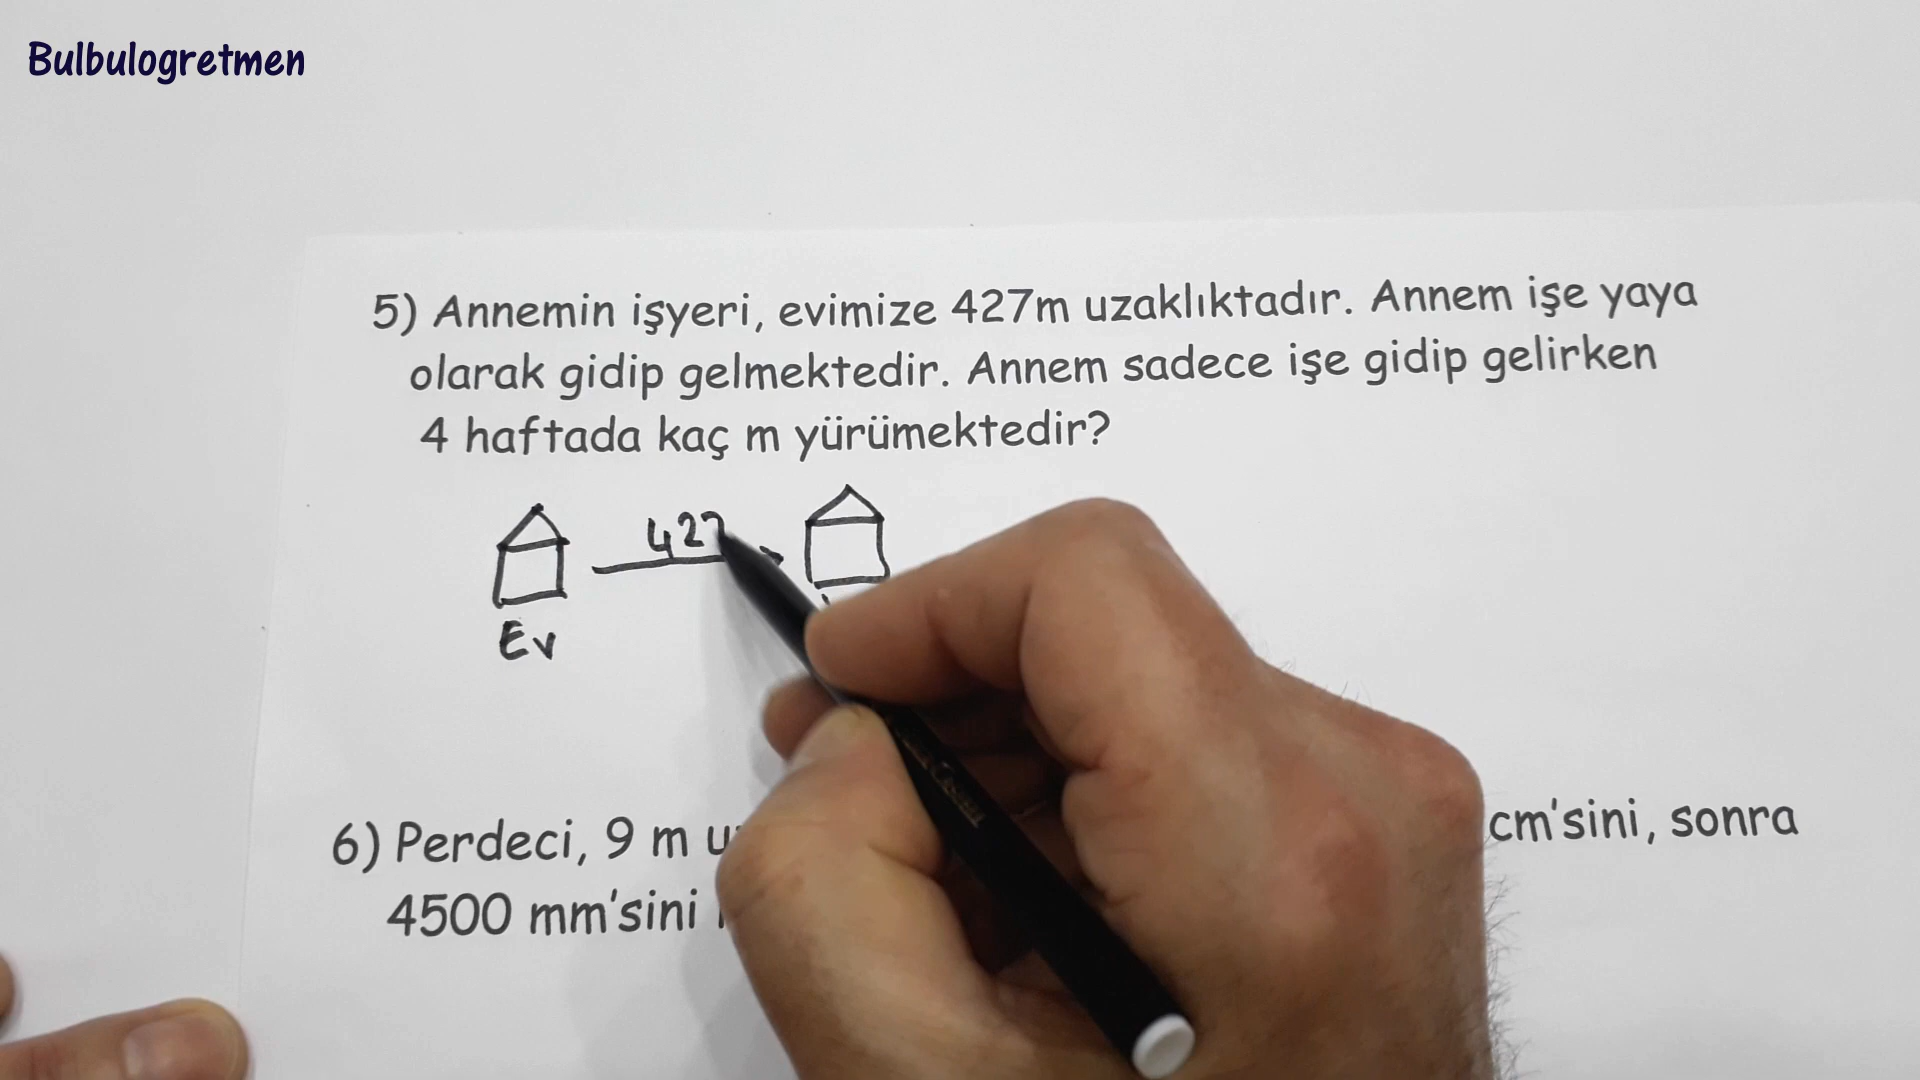 Bulbulogretmen
5) Annemin işyeri, evimize 427m uzaklıktadır. Annem işe yaya
olarak gidip gelmektedir. Annem sadece işe gidip gelirken
4 haftada kaç m yürümektedir?
427
Ev
6) Perdeci, 9 m cm'sini, sonra
4500 mm'sini